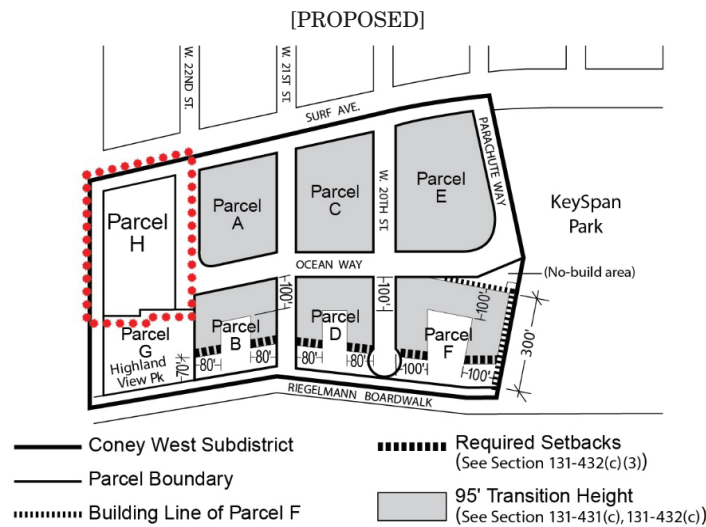 [PROPOSED]
W. 22ND ST.
W. 21ST ST.
SURF AVE.
PARACHUTE WAY
Parcel
H
Parcel
A
Parcel
C
W. 20TH ST.
Parcel
E
KeySpan
Park
OCEAN WAY
(No-build area)
100'
100'
100'
Parcel
G
Highland
View Pk
70'
Parcel
B
80'
80'
Parcel
D
80'
80'
Parcel
F
100'
100'
300'
RIEGELMANN BOARDWALK
Coney West Subdistrict
Parcel Boundary
Building Line of Parcel F
Required Setbacks
(See Section 131-432(c)(3))
95' Transition Height
(See Section 131-431(c), 131-432(c))